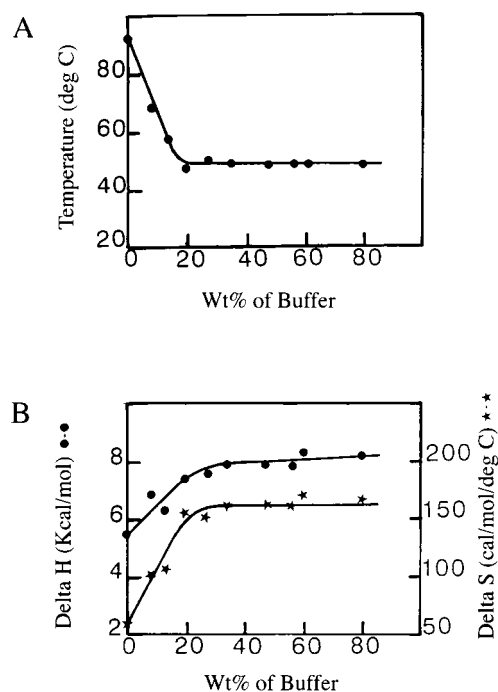 A
Temperature (deg C)
80
60
40
20
0 20 40 60 80
Wt% of Buffer
B
Delta H (Kcal/mol)
8
6
4
2
Delta S (cal/mol/deg C)
200
150
100
50
0 20 40 60 80
Wt% of Buffer